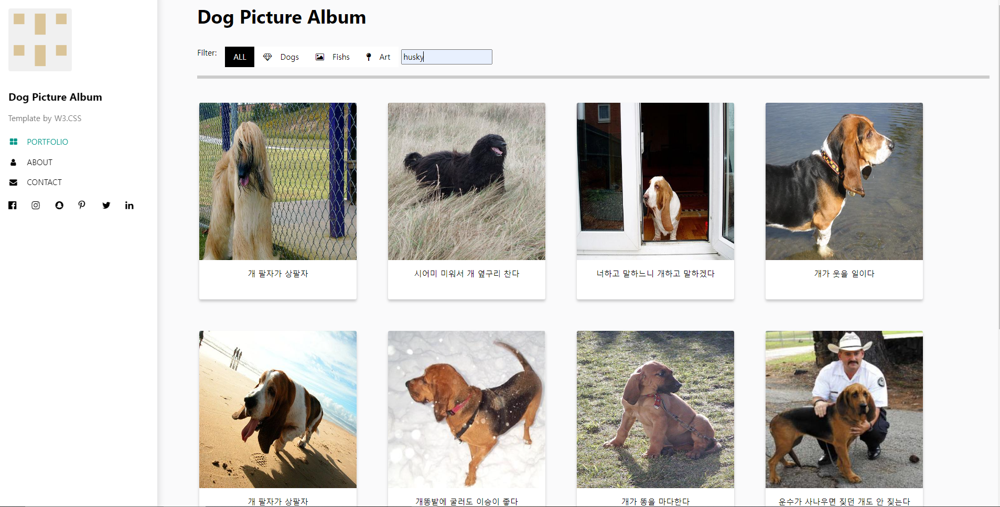 Dog Picture Album
Template by W3.CSS
PORTFOLIO
ABOUT
CONTACT
Dog Picture Album
Filter: ALL Dogs Fishs Art husky
개 팔자가 상팔자
시어미 미워서 개 옆구리 찬다
너하고 말하느니 개하고 말하겠다
개가 웃을 일이다
개 팔자가 상팔자
개똥밭에 굴러도 이승이 좋다
개가 똥을 마다한다
운수가 사나우면 짖던 개도 안 짖는다